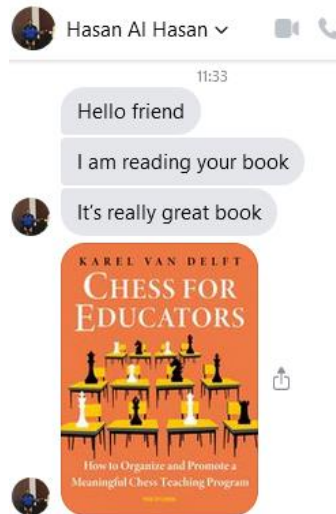 Hasan Al Hasan
11:33
Hello friend
I am reading your book
It's really great book
KAREL VAN DELFT
CHESS FOR
EDUCATORS
How to Organize and Promote a
Meaningful Chess Teaching Program